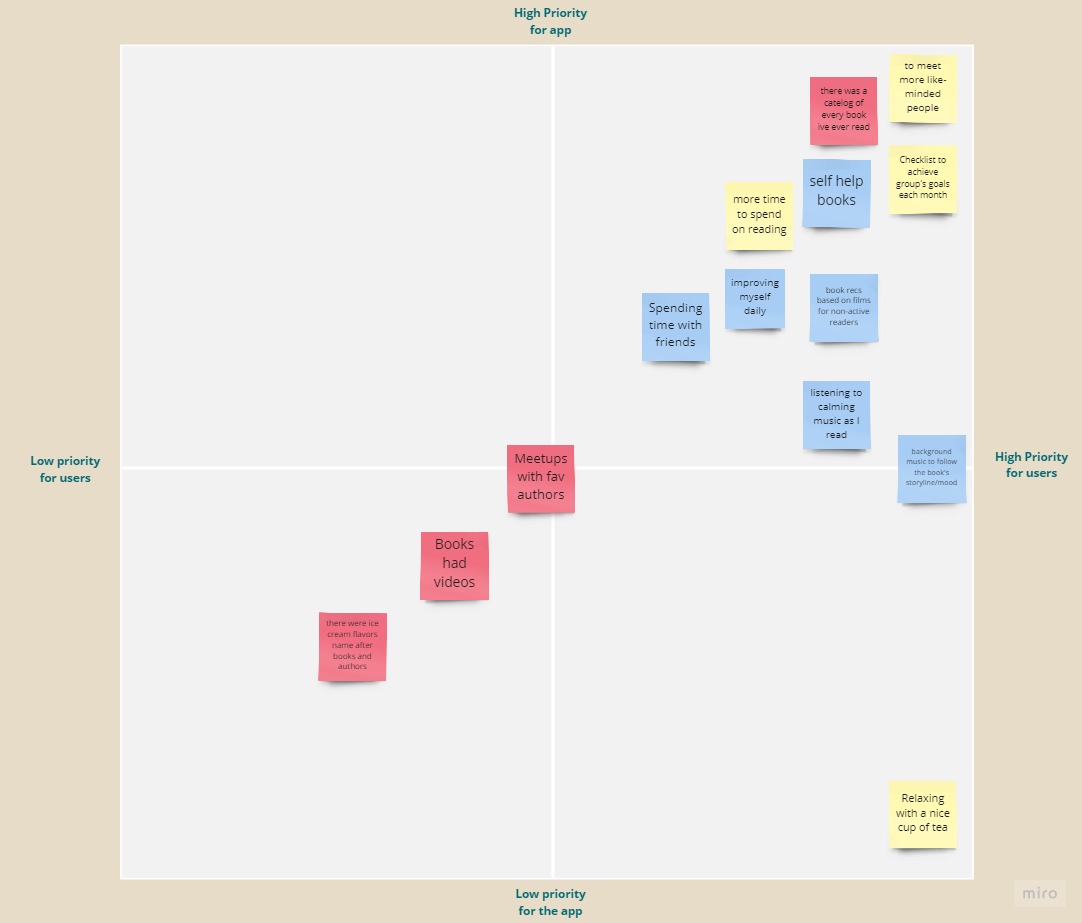 High Priority
for app
to meet
more like-
minded
people
there was a
catelog of
every book
ive ever read
Checklist to
achieve
group's goals
each month
self help
books
more time
to spend
on reading
improving
myself
daily
book recs
based on films
for non-active
readers
Spending
time with
friends
listening to
calming
music as I
read
background
music to follow
the book's
storyline/mood
Low priority
for users
High Priority
for users
Meetups
with fav
authors
Books
had
videos
there were ice
cream flavors
name after
books and
authors
Relaxing
with a nice
cup of tea
Low priority
for the app
miro